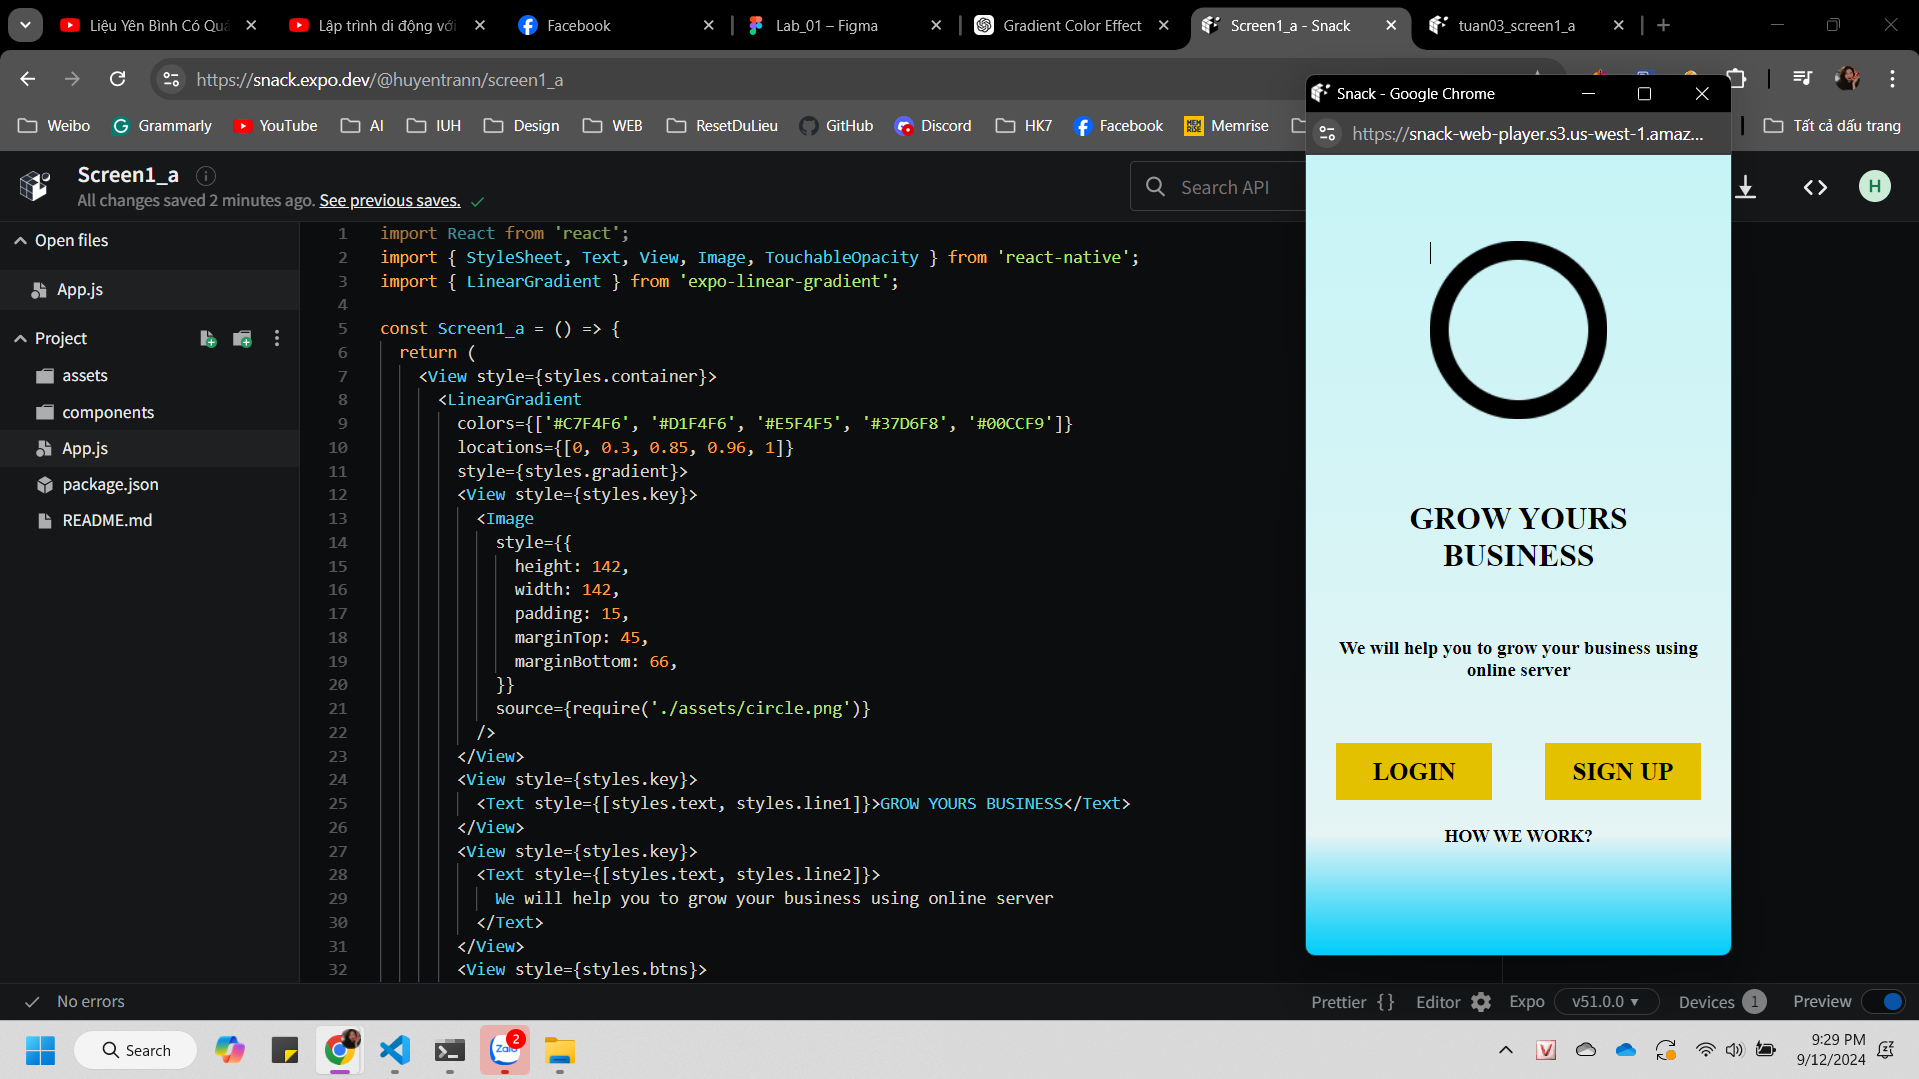 Liệu Yên Bình Có Quá
Lập trình di động với
Facebook
Lab_01 – Figma
Gradient Color Effect
Screen1_a - Snack
tuan03_screen1_a
https://snack.expo.dev/@huyentrann/screen1_a
Weibo
Grammarly
YouTube
AI
IUH
Design
WEB
ResetDuLieu
GitHub
Discord
HK7
Facebook
Memrise
Tất cả dấu trang
Screen1_a
All changes saved 2 minutes ago. See previous saves.
Search API
H
Open files
App.js
Project
assets
components
App.js
package.json
README.md
1 import React from 'react';
2 import { StyleSheet, Text, View, Image, TouchableOpacity } from 'react-native';
3 import { LinearGradient } from 'expo-linear-gradient';
4
5 const Screen1_a = () => {
6 return (
7 <View style={styles.container}>
8 <LinearGradient
9 colors={['#C7F4F6', '#D1F4F6', '#E5F4F5', '#37D6F8', '#00CCF9']}
10 locations={[0, 0.3, 0.85, 0.96, 1]}
11 style={styles.gradient}>
12 <View style={styles.key}>
13 <Image
14 style={{
15 height: 142,
16 width: 142,
17 padding: 15,
18 marginTop: 45,
19 marginBottom: 66,
20 }}
21 source={require('./assets/circle.png')}
22 />
23 </View>
24 <View style={styles.key}>
25 <Text style={[styles.text, styles.line1]}>GROW YOURS BUSINESS</Text>
26 </View>
27 <View style={styles.key}>
28 <Text style={[styles.text, styles.line2]}>
29 We will help you to grow your business using online server
30 </Text>
31 </View>
32 <View style={styles.btns}>
Snack - Google Chrome
https://snack-web-player.s3.us-west-1.amaz...
GROW YOURS
BUSINESS
We will help you to grow your business using
online server
LOGIN
SIGN UP
HOW WE WORK?
No errors
Prettier {}
Editor
Expo
v51.0.0
Devices 1
Preview
Search
Zalo
2
V
9:29 PM
9/12/2024